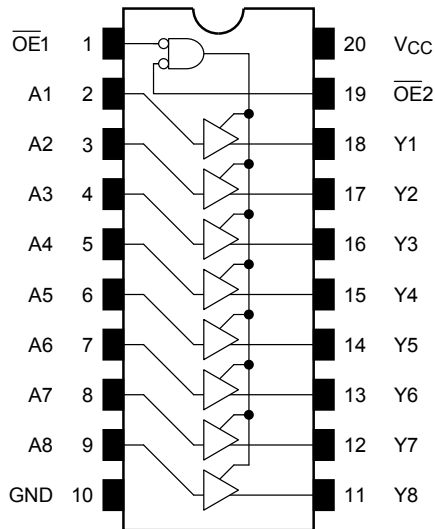 O̅E̅1 1 20 VCC
A1 2 19 O̅E̅2
A2 3 18 Y1
A3 4 17 Y2
A4 5 16 Y3
A5 6 15 Y4
A6 7 14 Y5
A7 8 13 Y6
A8 9 12 Y7
GND 10 11 Y8